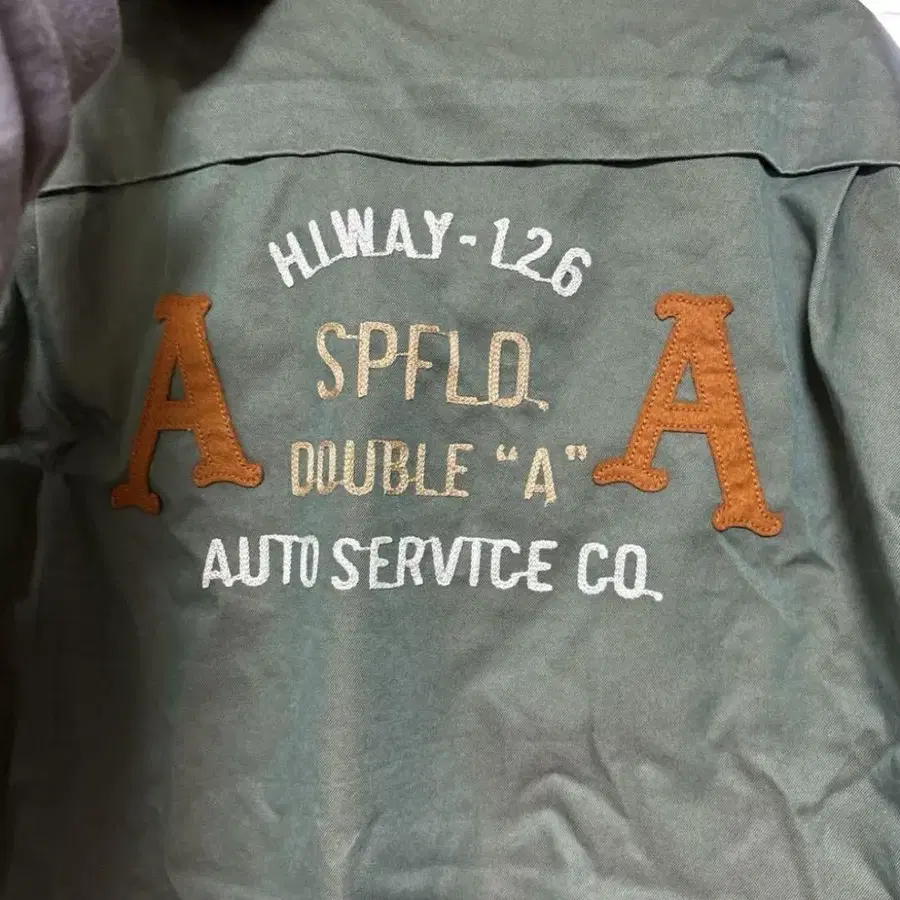 HIWAY-126
SPFLD.
A DOUBLE "A" A
AUTO SERVICE CO.